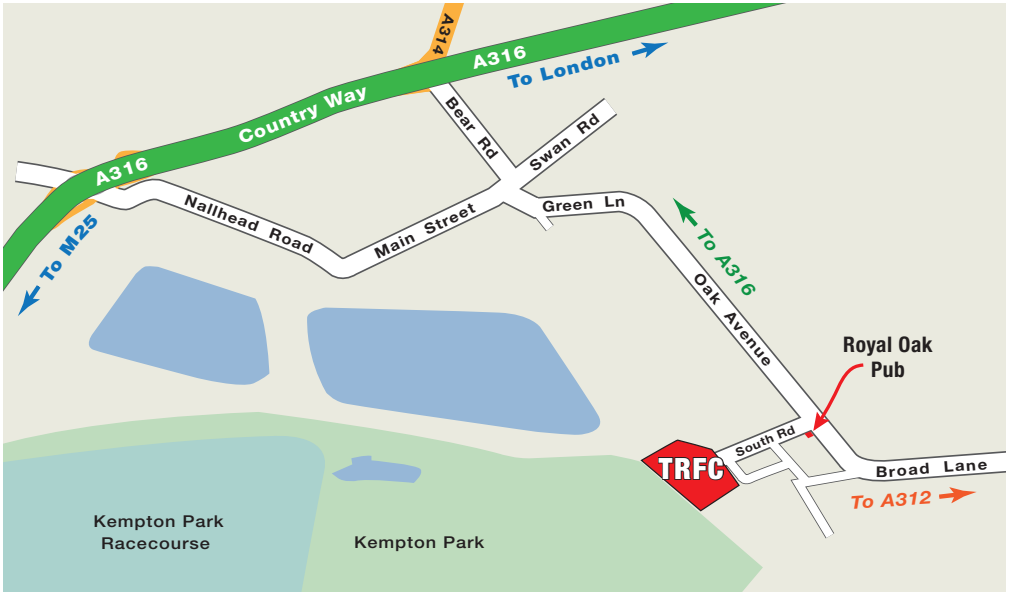 A314
A316
To London
Country Way
Bear Rd
Swan Rd
A316
Nallhead Road
Main Street
Green Ln
To M25
To A316
Oak Avenue
Royal Oak
Pub
South Rd
TRFC
Broad Lane
To A312
Kempton Park
Racecourse
Kempton Park